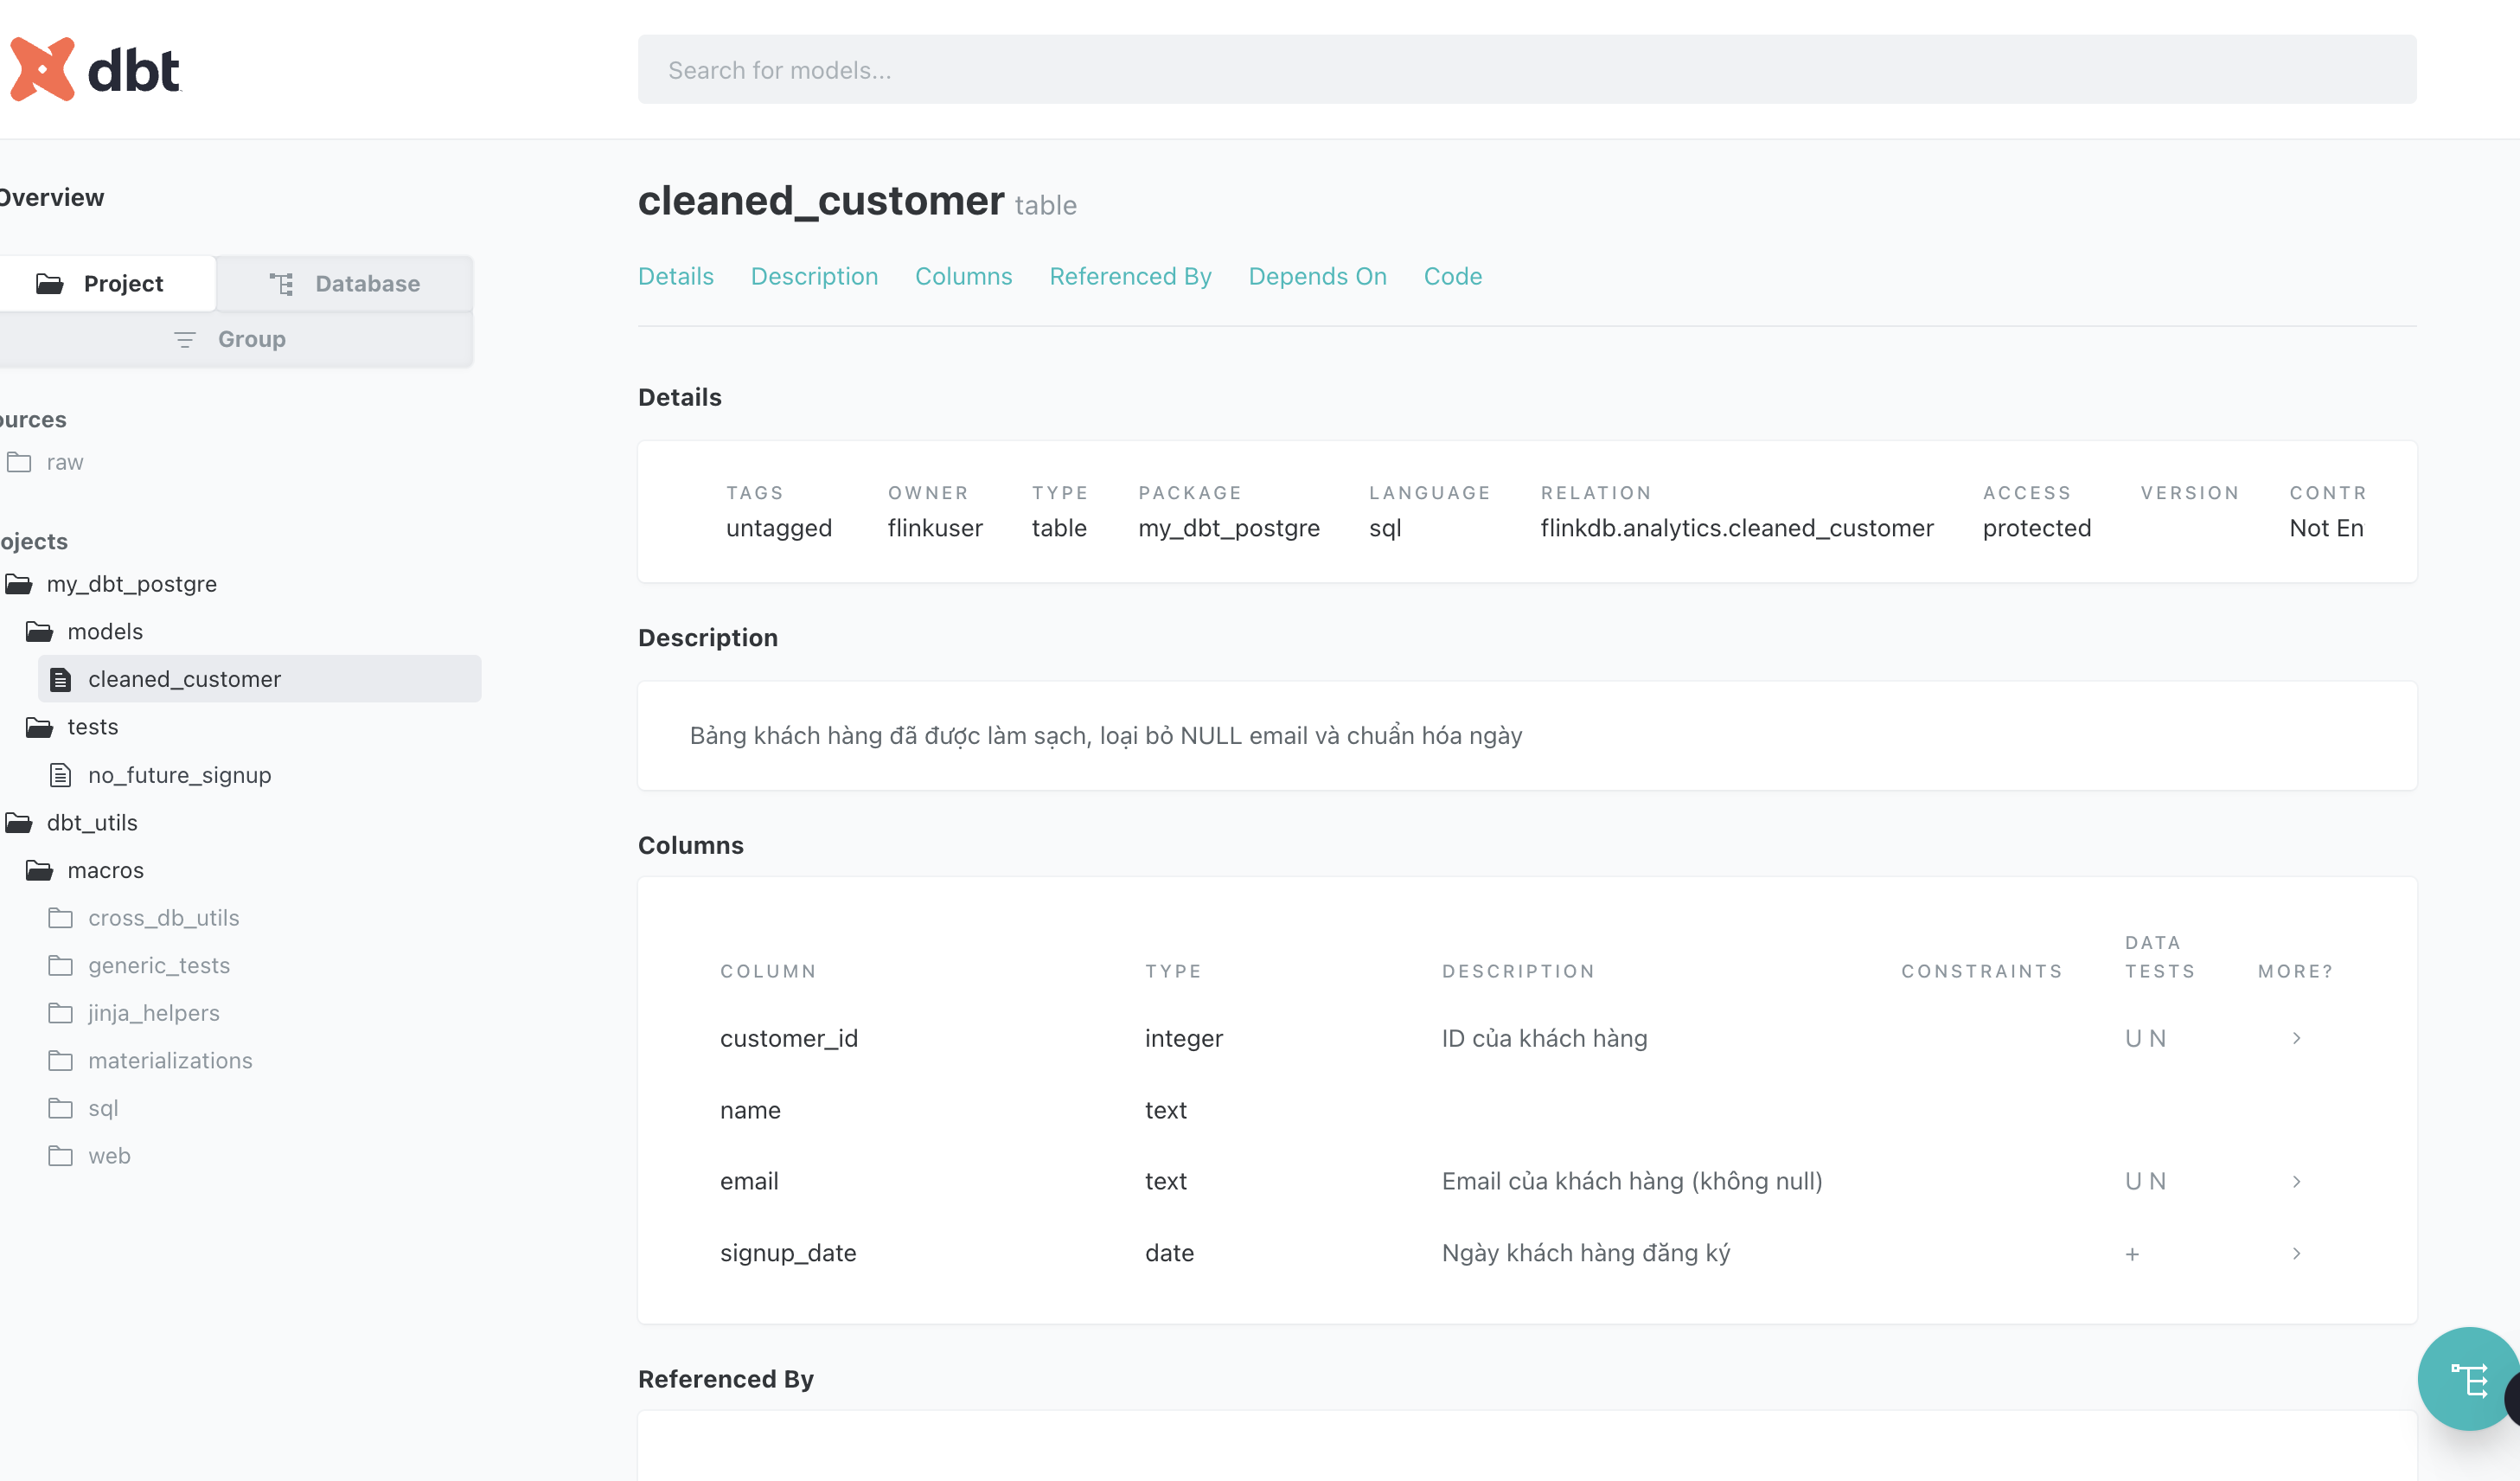 dbt
Search for models...
Overview
Project
Database
Group
ources
raw
ojects
my_dbt_postgre
models
cleaned_customer
tests
no_future_signup
dbt_utils
macros
cross_db_utils
generic_tests
jinja_helpers
materializations
sql
web
cleaned_customer table
Details Description Columns Referenced By Depends On Code
Details
TAGS OWNER TYPE PACKAGE LANGUAGE RELATION ACCESS VERSION CONTR
untagged flinkuser table my_dbt_postgre sql flinkdb.analytics.cleaned_customer protected Not En
Description
Bảng khách hàng đã được làm sạch, loại bỏ NULL email và chuẩn hóa ngày
Columns
COLUMN TYPE DESCRIPTION CONSTRAINTS DATA TESTS MORE?
customer_id integer ID của khách hàng U N >
name text
email text Email của khách hàng (không null) U N >
signup_date date Ngày khách hàng đăng ký + >
Referenced By